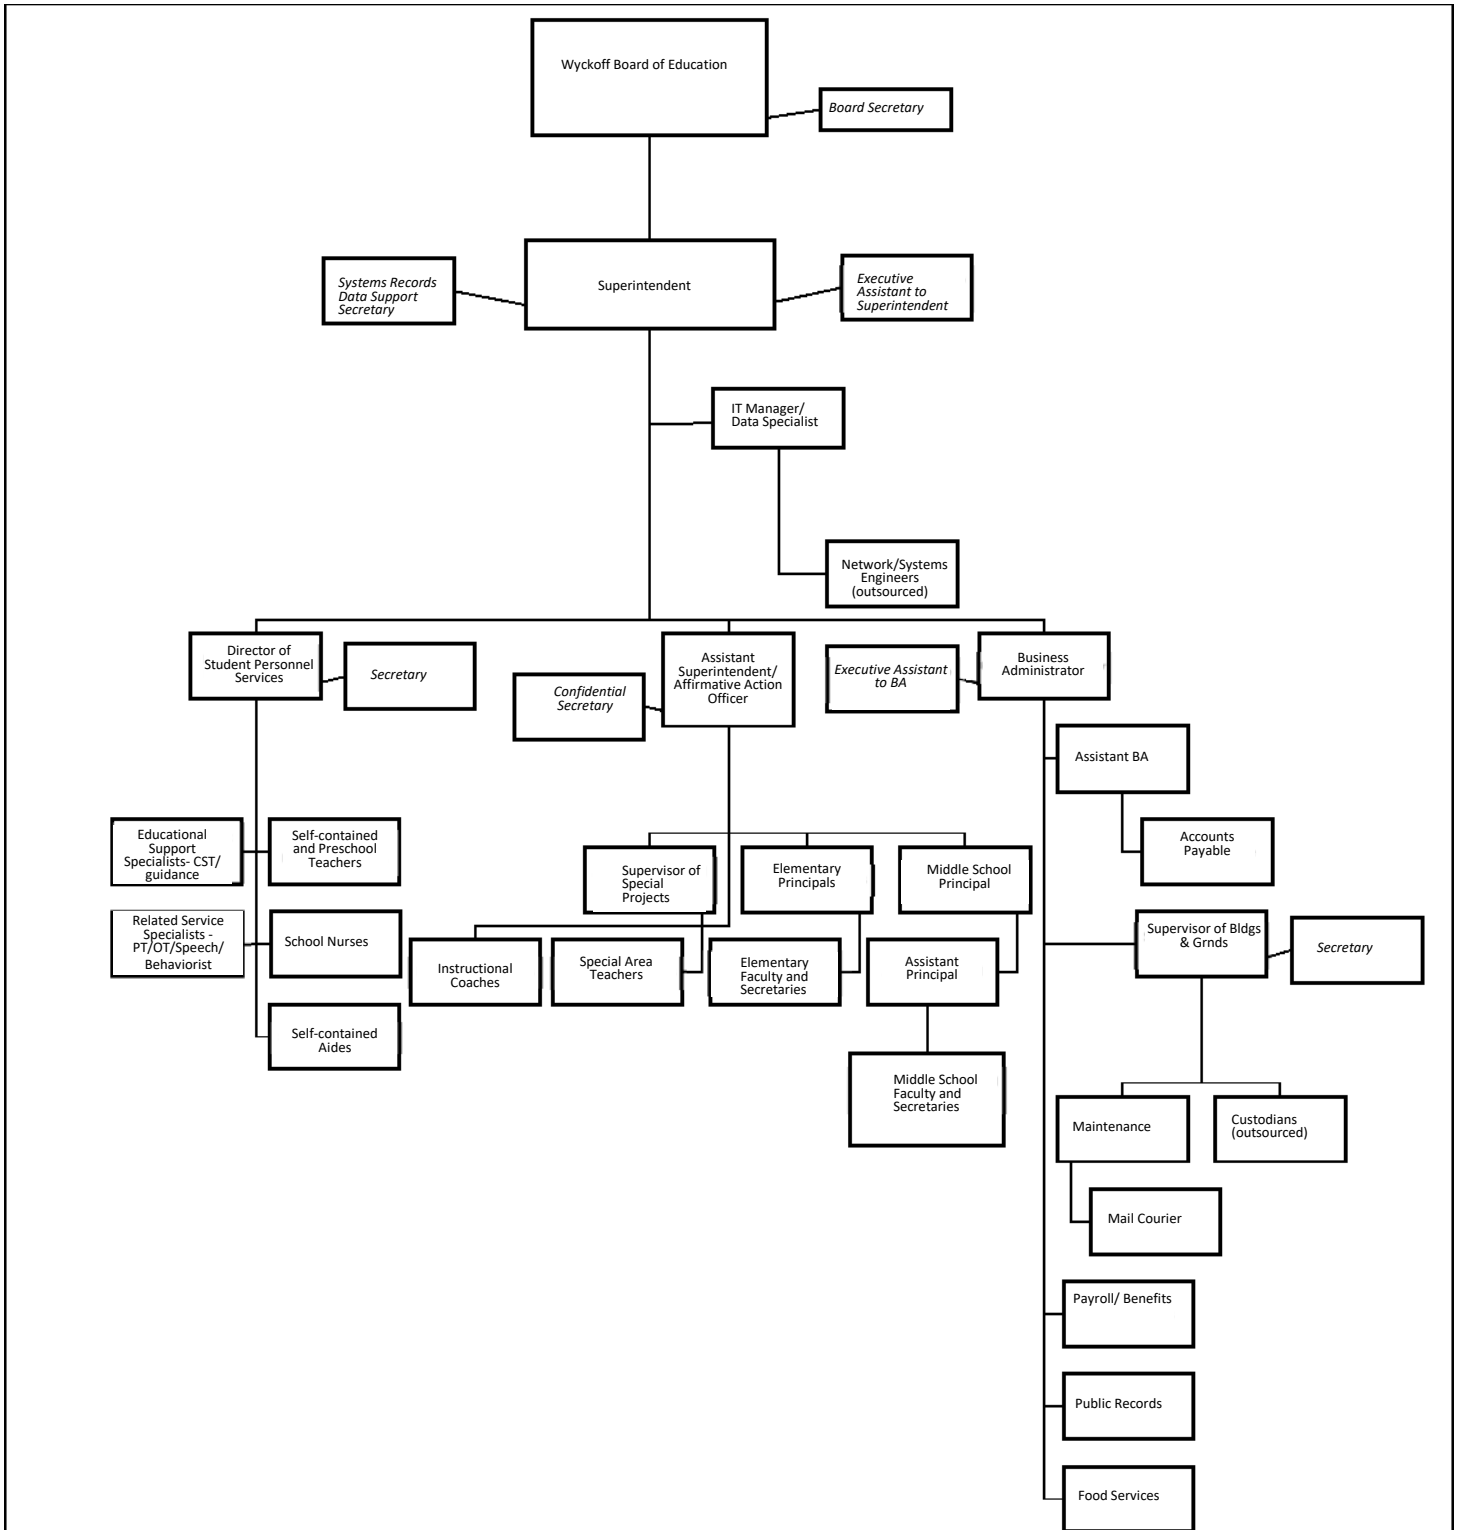 Wyckoff Board of Education
Board Secretary
Systems Records
Data Support
Secretary
Superintendent
Executive
Assistant to
Superintendent
IT Manager/
Data Specialist
Network/Systems
Engineers
(outsourced)
Director of
Student Personnel
Services
Secretary
Confidential
Secretary
Assistant
Superintendent/
Affirmative Action
Officer
Executive Assistant
to BA
Business
Administrator
Assistant BA
Accounts
Payable
Educational
Support
Specialists- CST/
guidance
Self-contained
and Preschool
Teachers
Supervisor of
Special
Projects
Elementary
Principals
Middle School
Principal
Related Service
Specialists -
PT/OT/Speech/
Behaviorist
School Nurses
Instructional
Coaches
Special Area
Teachers
Elementary
Faculty and
Secretaries
Assistant
Principal
Supervisor of Bldgs
& Grnds
Secretary
Self-contained
Aides
Middle School
Faculty and
Secretaries
Maintenance
Custodians
(outsourced)
Mail Courier
Payroll/ Benefits
Public Records
Food Services